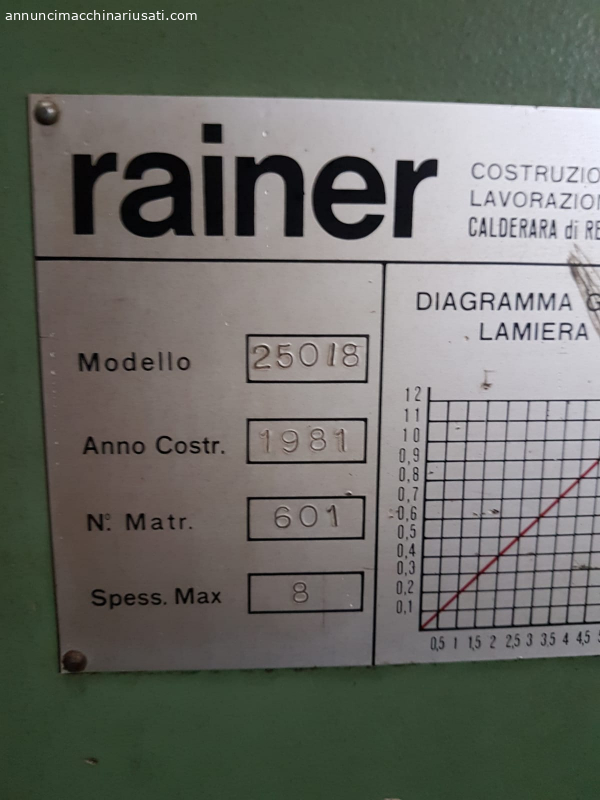 annuncimacchinariusati.com
rainer
COSTRUZIO
LAVORAZION
CALDERARA di RE
Modello 25018
Anno Costr. 1981
N° Matr. 601
Spess. Max 8
DIAGRAMMA G
LAMIERA
12
11
10
0,9
0,8
0,7
0,6
0,5
0,4
0,3
0,2
0,1
0,5 1 1,5 2 2,5 3 3,5 4 4,5